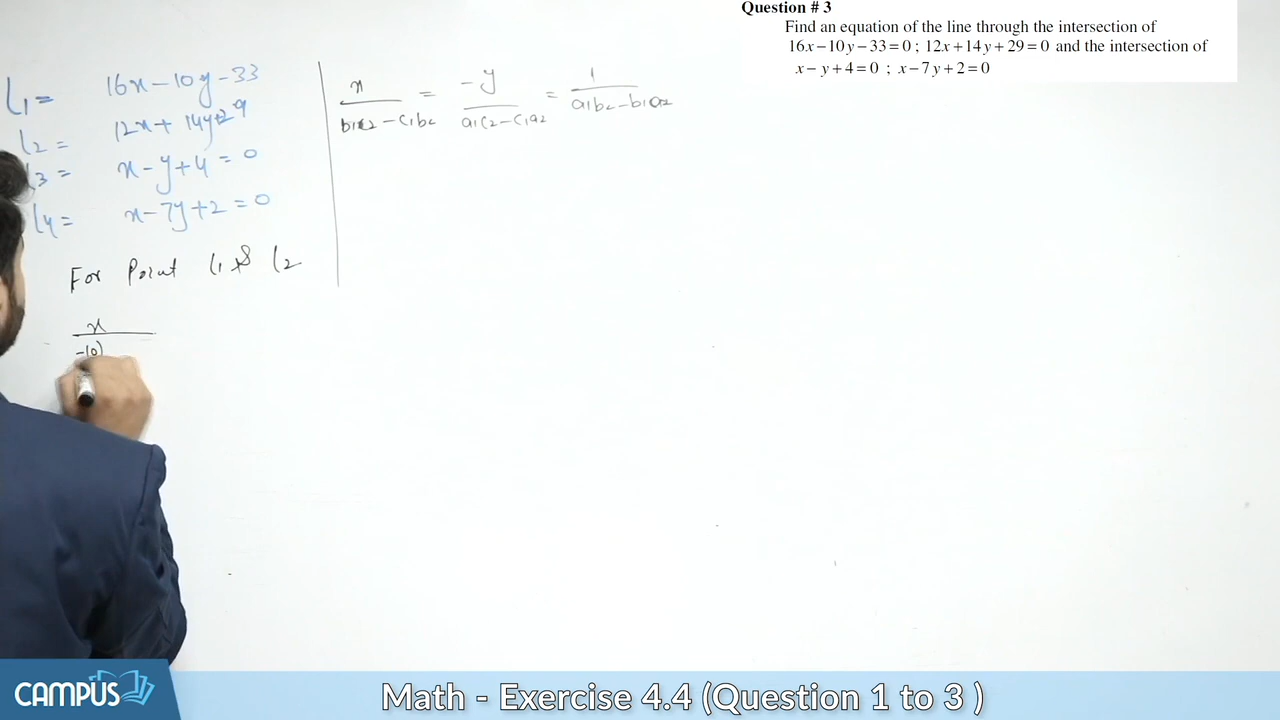 Question # 3
Find an equation of the line through the intersection of
16x−10y−33=0 ; 12x+14y+29=0 and the intersection of
x− y+4=0 ; x−7y+2=0
l1= 16x−10y−33
l2= 12x+ 14y+29
l3= x−y+4=0
l4= x−7y+2=0
For Point l1 & l2
x
-10)
x/(b1c2−c1b2) = −y/(a1c2−c1a2) = 1/(a1b2−b1a2)
CAMPUS
Math - Exercise 4.4 (Question 1 to 3 )